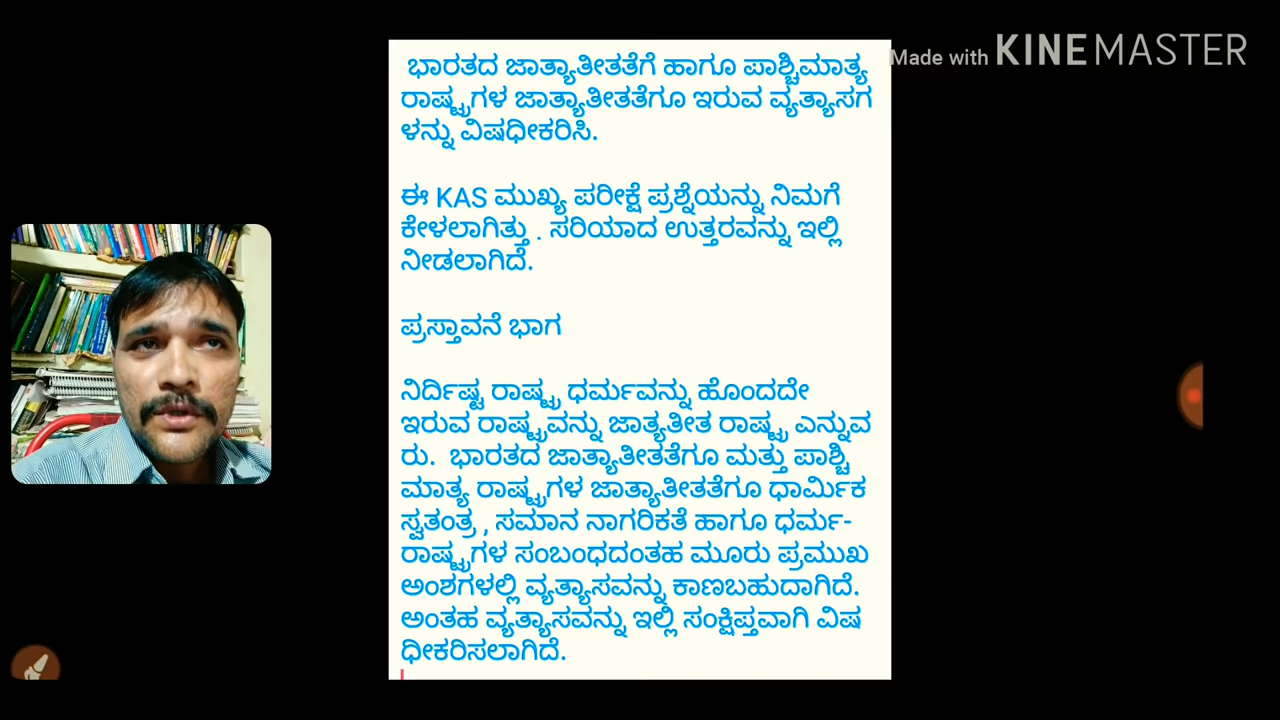 Made with KINEMASTER
ಭಾರತದ ಜಾತ್ಯಾತೀತತೆಗೆ ಹಾಗೂ ಪಾಶ್ಚಿಮಾತ್ಯ
ರಾಷ್ಟ್ರಗಳ ಜಾತ್ಯಾತೀತತೆಗೂ ಇರುವ ವ್ಯತ್ಯಾಸಗ
ಳನ್ನು ವಿಷಧೀಕರಿಸಿ.
ಈ KAS ಮುಖ್ಯ ಪರೀಕ್ಷೆ ಪ್ರಶ್ನೆಯನ್ನು ನಿಮಗೆ
ಕೇಳಲಾಗಿತ್ತು . ಸರಿಯಾದ ಉತ್ತರವನ್ನು ಇಲ್ಲಿ
ನೀಡಲಾಗಿದೆ.
ಪ್ರಸ್ತಾವನೆ ಭಾಗ
ನಿರ್ದಿಷ್ಟ ರಾಷ್ಟ್ರ ಧರ್ಮವನ್ನು ಹೊಂದದೇ
ಇರುವ ರಾಷ್ಟ್ರವನ್ನು ಜಾತ್ಯತೀತ ರಾಷ್ಟ್ರ ಎನ್ನುವ
ರು. ಭಾರತದ ಜಾತ್ಯಾತೀತತೆಗೂ ಮತ್ತು ಪಾಶ್ಚಿ
ಮಾತ್ಯ ರಾಷ್ಟ್ರಗಳ ಜಾತ್ಯಾತೀತತೆಗೂ ಧಾರ್ಮಿಕ
ಸ್ವತಂತ್ರ , ಸಮಾನ ನಾಗರಿಕತೆ ಹಾಗೂ ಧರ್ಮ-
ರಾಷ್ಟ್ರಗಳ ಸಂಬಂಧದಂತಹ ಮೂರು ಪ್ರಮುಖ
ಅಂಶಗಳಲ್ಲಿ ವ್ಯತ್ಯಾಸವನ್ನು ಕಾಣಬಹುದಾಗಿದೆ.
ಅಂತಹ ವ್ಯತ್ಯಾಸವನ್ನು ಇಲ್ಲಿ ಸಂಕ್ಷಿಪ್ತವಾಗಿ ವಿಷ
ಧೀಕರಿಸಲಾಗಿದೆ.